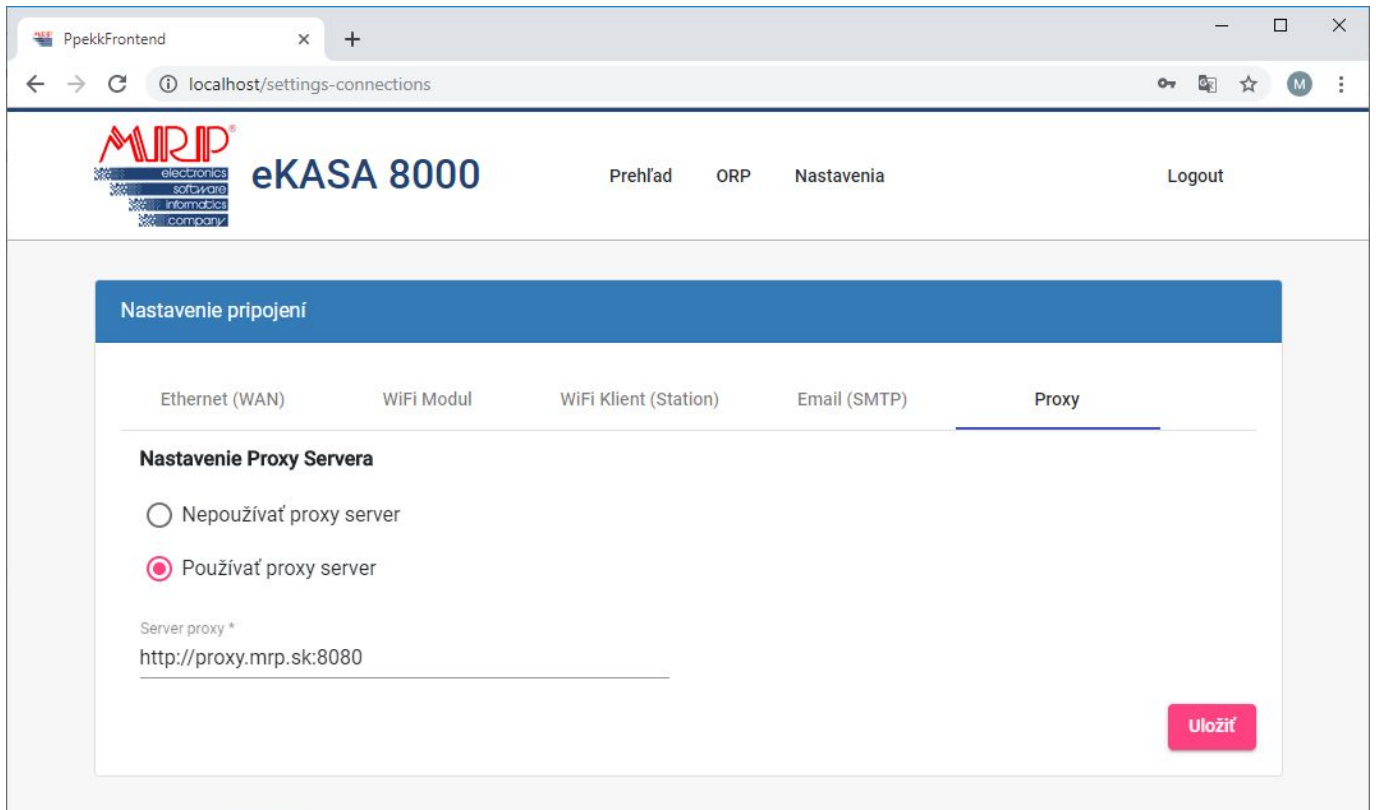 PpekkFrontend
localhost/settings-connections
M
MRP®
electronics
software
informatics
company
eKASA 8000
Prehľad ORP Nastavenia Logout
Nastavenie pripojení
Ethernet (WAN) WiFi Modul WiFi Klient (Station) Email (SMTP) Proxy
Nastavenie Proxy Servera
Nepoužívať proxy server
Používať proxy server
Server proxy *
http://proxy.mrp.sk:8080
Uložiť